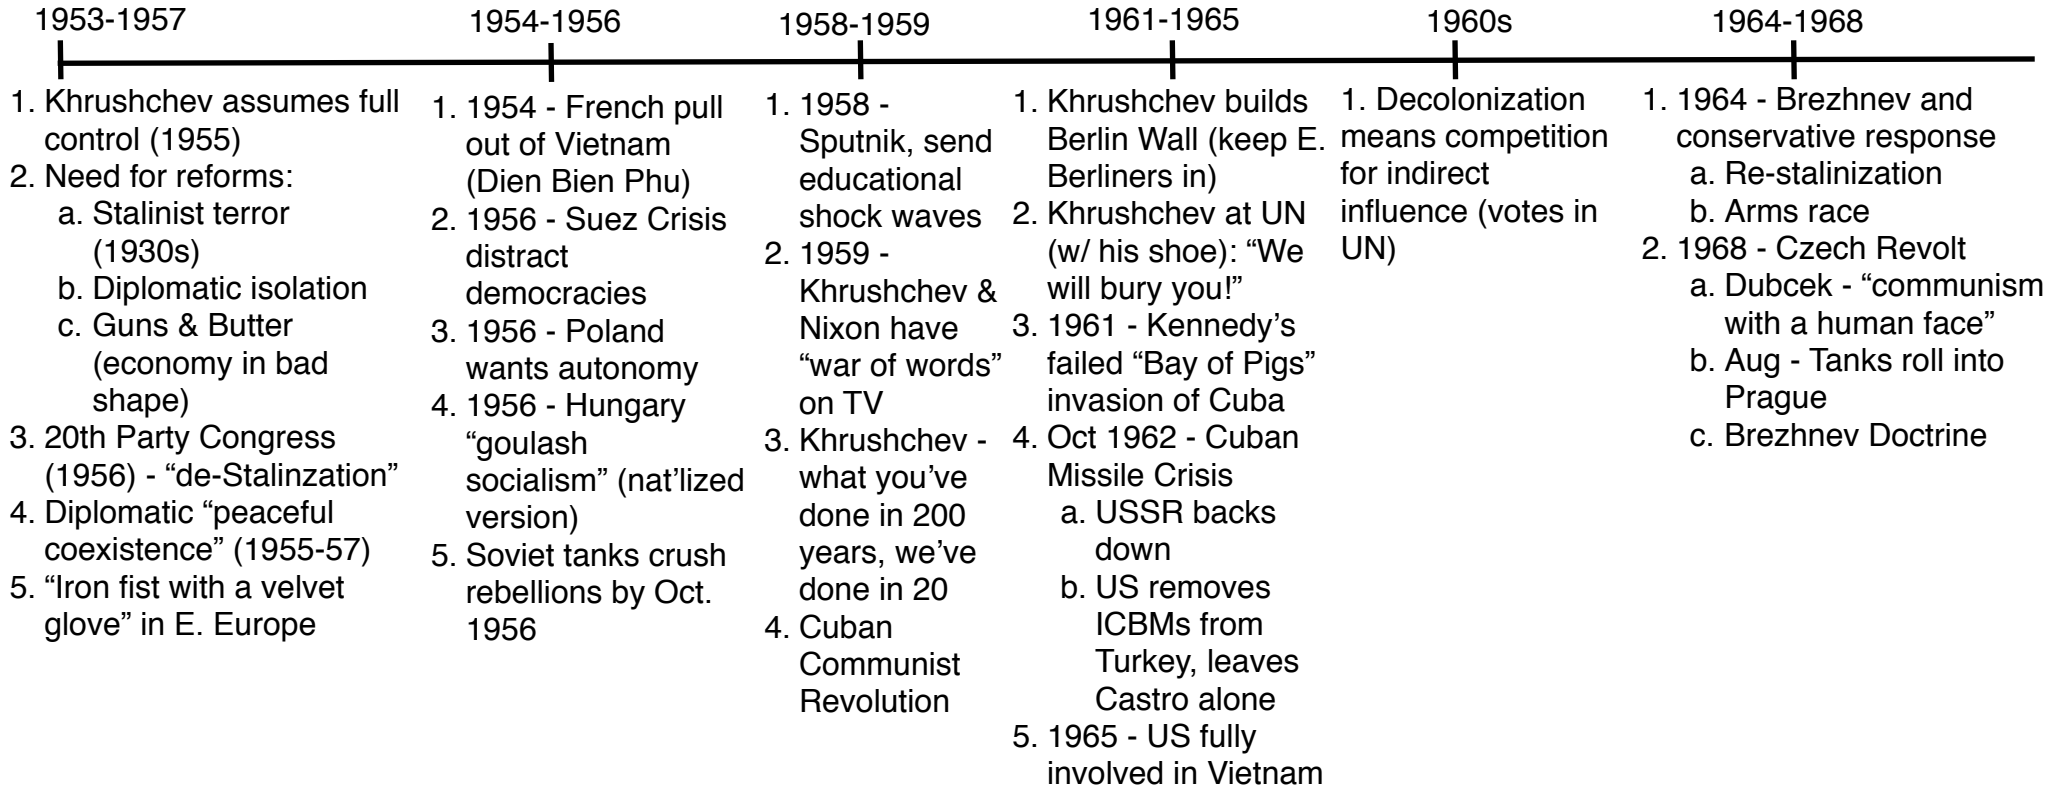 1953-1957
1. Khrushchev assumes full
control (1955)
2. Need for reforms:
a. Stalinist terror
(1930s)
b. Diplomatic isolation
c. Guns & Butter
(economy in bad
shape)
3. 20th Party Congress
(1956) - “de-Stalinzation”
4. Diplomatic “peaceful
coexistence” (1955-57)
5. “Iron fist with a velvet
glove” in E. Europe
1954-1956
1. 1954 - French pull
out of Vietnam
(Dien Bien Phu)
2. 1956 - Suez Crisis
distract
democracies
3. 1956 - Poland
wants autonomy
4. 1956 - Hungary
“goulash
socialism” (nat’lized
version)
5. Soviet tanks crush
rebellions by Oct.
1956
1958-1959
1. 1958 -
Sputnik, send
educational
shock waves
2. 1959 -
Khrushchev &
Nixon have
“war of words”
on TV
3. Khrushchev -
what you’ve
done in 200
years, we’ve
done in 20
4. Cuban
Communist
Revolution
1961-1965
1. Khrushchev builds
Berlin Wall (keep E.
Berliners in)
2. Khrushchev at UN
(w/ his shoe): “We
will bury you!”
3. 1961 - Kennedy’s
failed “Bay of Pigs”
invasion of Cuba
4. Oct 1962 - Cuban
Missile Crisis
a. USSR backs
down
b. US removes
ICBMs from
Turkey, leaves
Castro alone
5. 1965 - US fully
involved in Vietnam
1960s
1. Decolonization
means competition
for indirect
influence (votes in
UN)
1964-1968
1. 1964 - Brezhnev and
conservative response
a. Re-stalinization
b. Arms race
2. 1968 - Czech Revolt
a. Dubcek - “communism
with a human face”
b. Aug - Tanks roll into
Prague
c. Brezhnev Doctrine